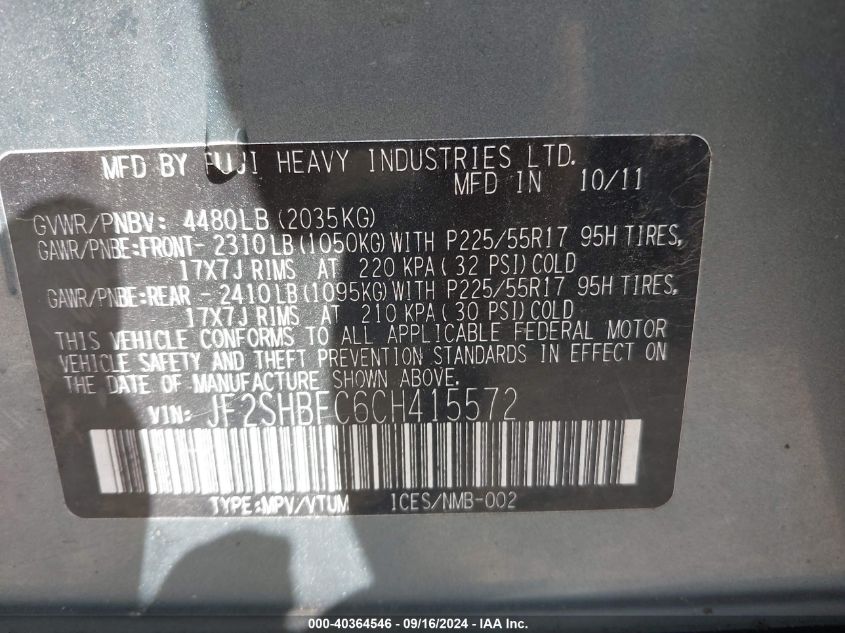 MFD BY FUJI HEAVY INDUSTRIES LTD.
MFD IN 10/11
GVWR/PNBV: 4480LB (2035KG)
GAWR/PNBE:FRONT- 2310LB(1050KG)WITH P225/55R17 95H TIRES,
17X7J RIMS AT 220 KPA( 32 PSI)COLD
GAWR/PNBE:REAR - 2410LB(1095KG)WITH P225/55R17 95H TIRES,
17X7J RIMS AT 210 KPA( 30 PSI)COLD
THIS VEHICLE CONFORMS TO ALL APPLICABLE FEDERAL MOTOR
VEHICLE SAFETY AND THEFT PREVENTION STANDARDS IN EFFECT ON
THE DATE OF MANUFACTURE SHOWN ABOVE.
VIN: JF2SHBFC6CH415572
TYPE:MPV/VTUM ICES/NMB-002
000-40364546 - 09/16/2024 - IAA Inc.